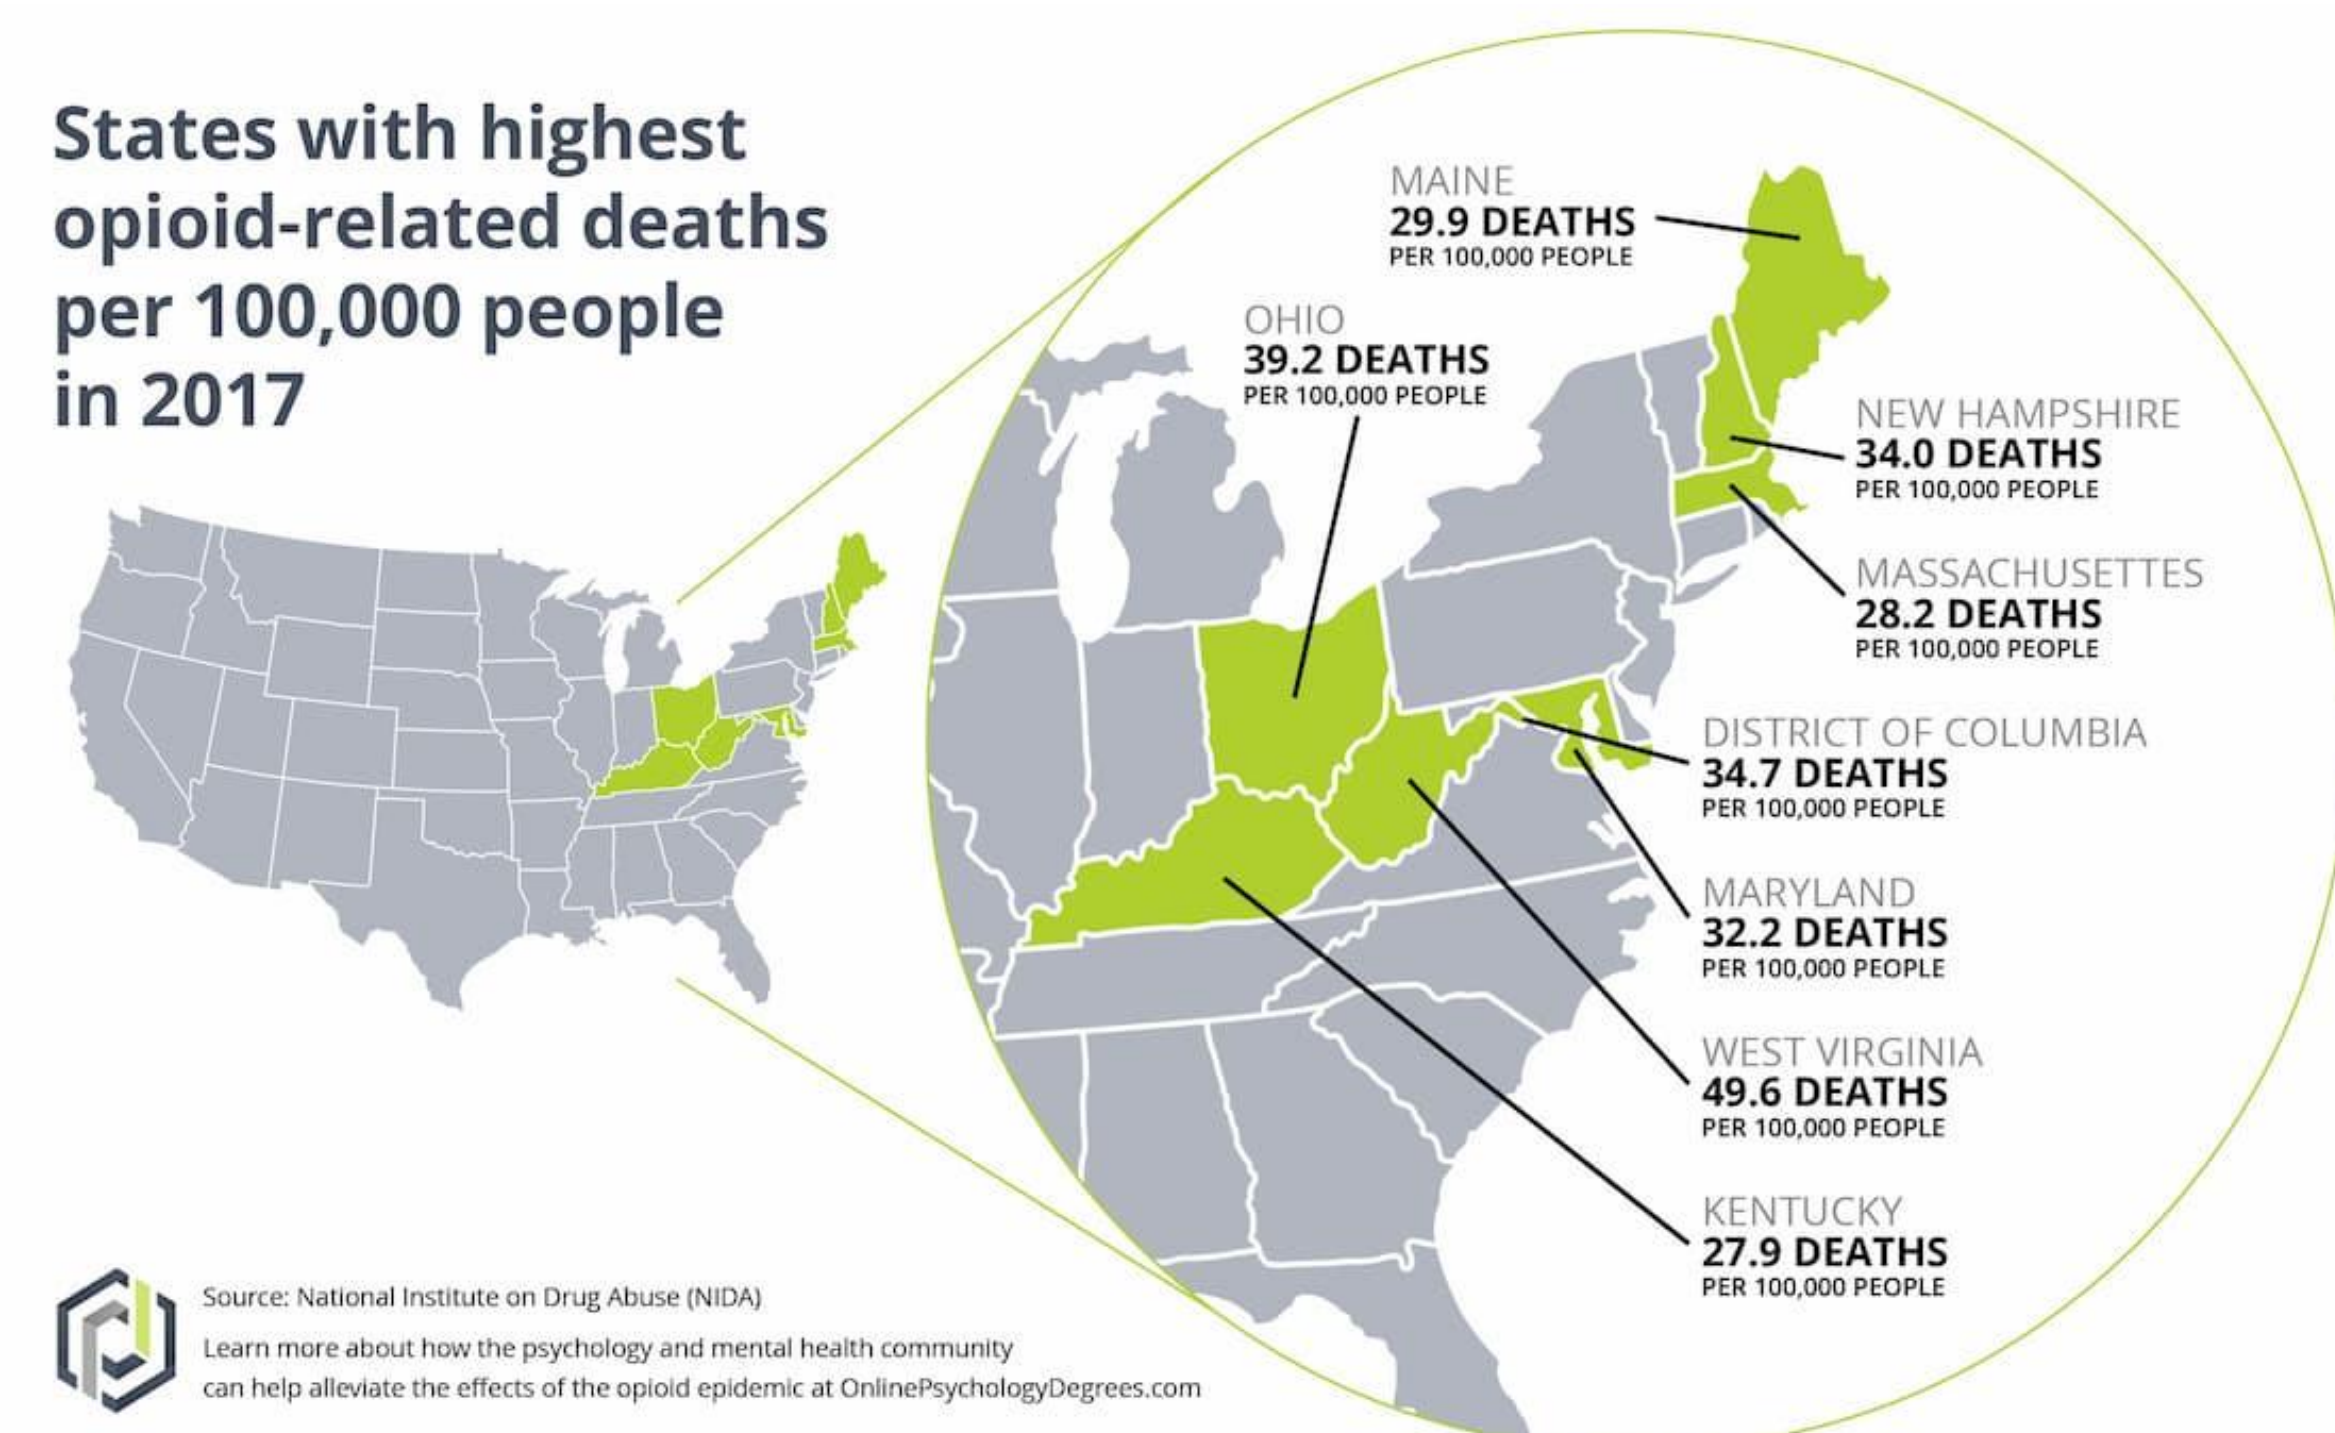 States with highest
opioid-related deaths
per 100,000 people
in 2017
MAINE
29.9 DEATHS
PER 100,000 PEOPLE
OHIO
39.2 DEATHS
PER 100,000 PEOPLE
NEW HAMPSHIRE
34.0 DEATHS
PER 100,000 PEOPLE
MASSACHUSETTES
28.2 DEATHS
PER 100,000 PEOPLE
DISTRICT OF COLUMBIA
34.7 DEATHS
PER 100,000 PEOPLE
MARYLAND
32.2 DEATHS
PER 100,000 PEOPLE
WEST VIRGINIA
49.6 DEATHS
PER 100,000 PEOPLE
KENTUCKY
27.9 DEATHS
PER 100,000 PEOPLE
Source: National Institute on Drug Abuse (NIDA)
Learn more about how the psychology and mental health community
can help alleviate the effects of the opioid epidemic at OnlinePsychologyDegrees.com